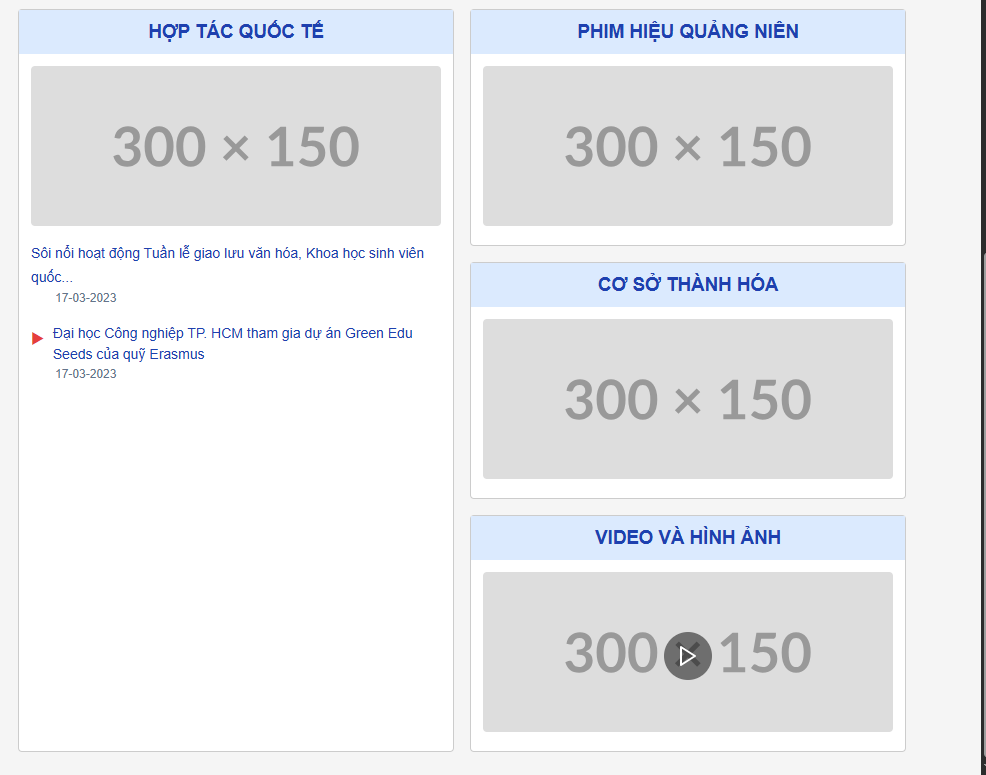 HỢP TÁC QUỐC TẾ
300 × 150
Sôi nổi hoạt động Tuần lễ giao lưu văn hóa, Khoa học sinh viên
quốc...
17-03-2023
Đại học Công nghiệp TP. HCM tham gia dự án Green Edu
Seeds của quỹ Erasmus
17-03-2023
PHIM HIỆU QUẢNG NIÊN
300 × 150
CƠ SỞ THÀNH HÓA
300 × 150
VIDEO VÀ HÌNH ẢNH
300 × 150